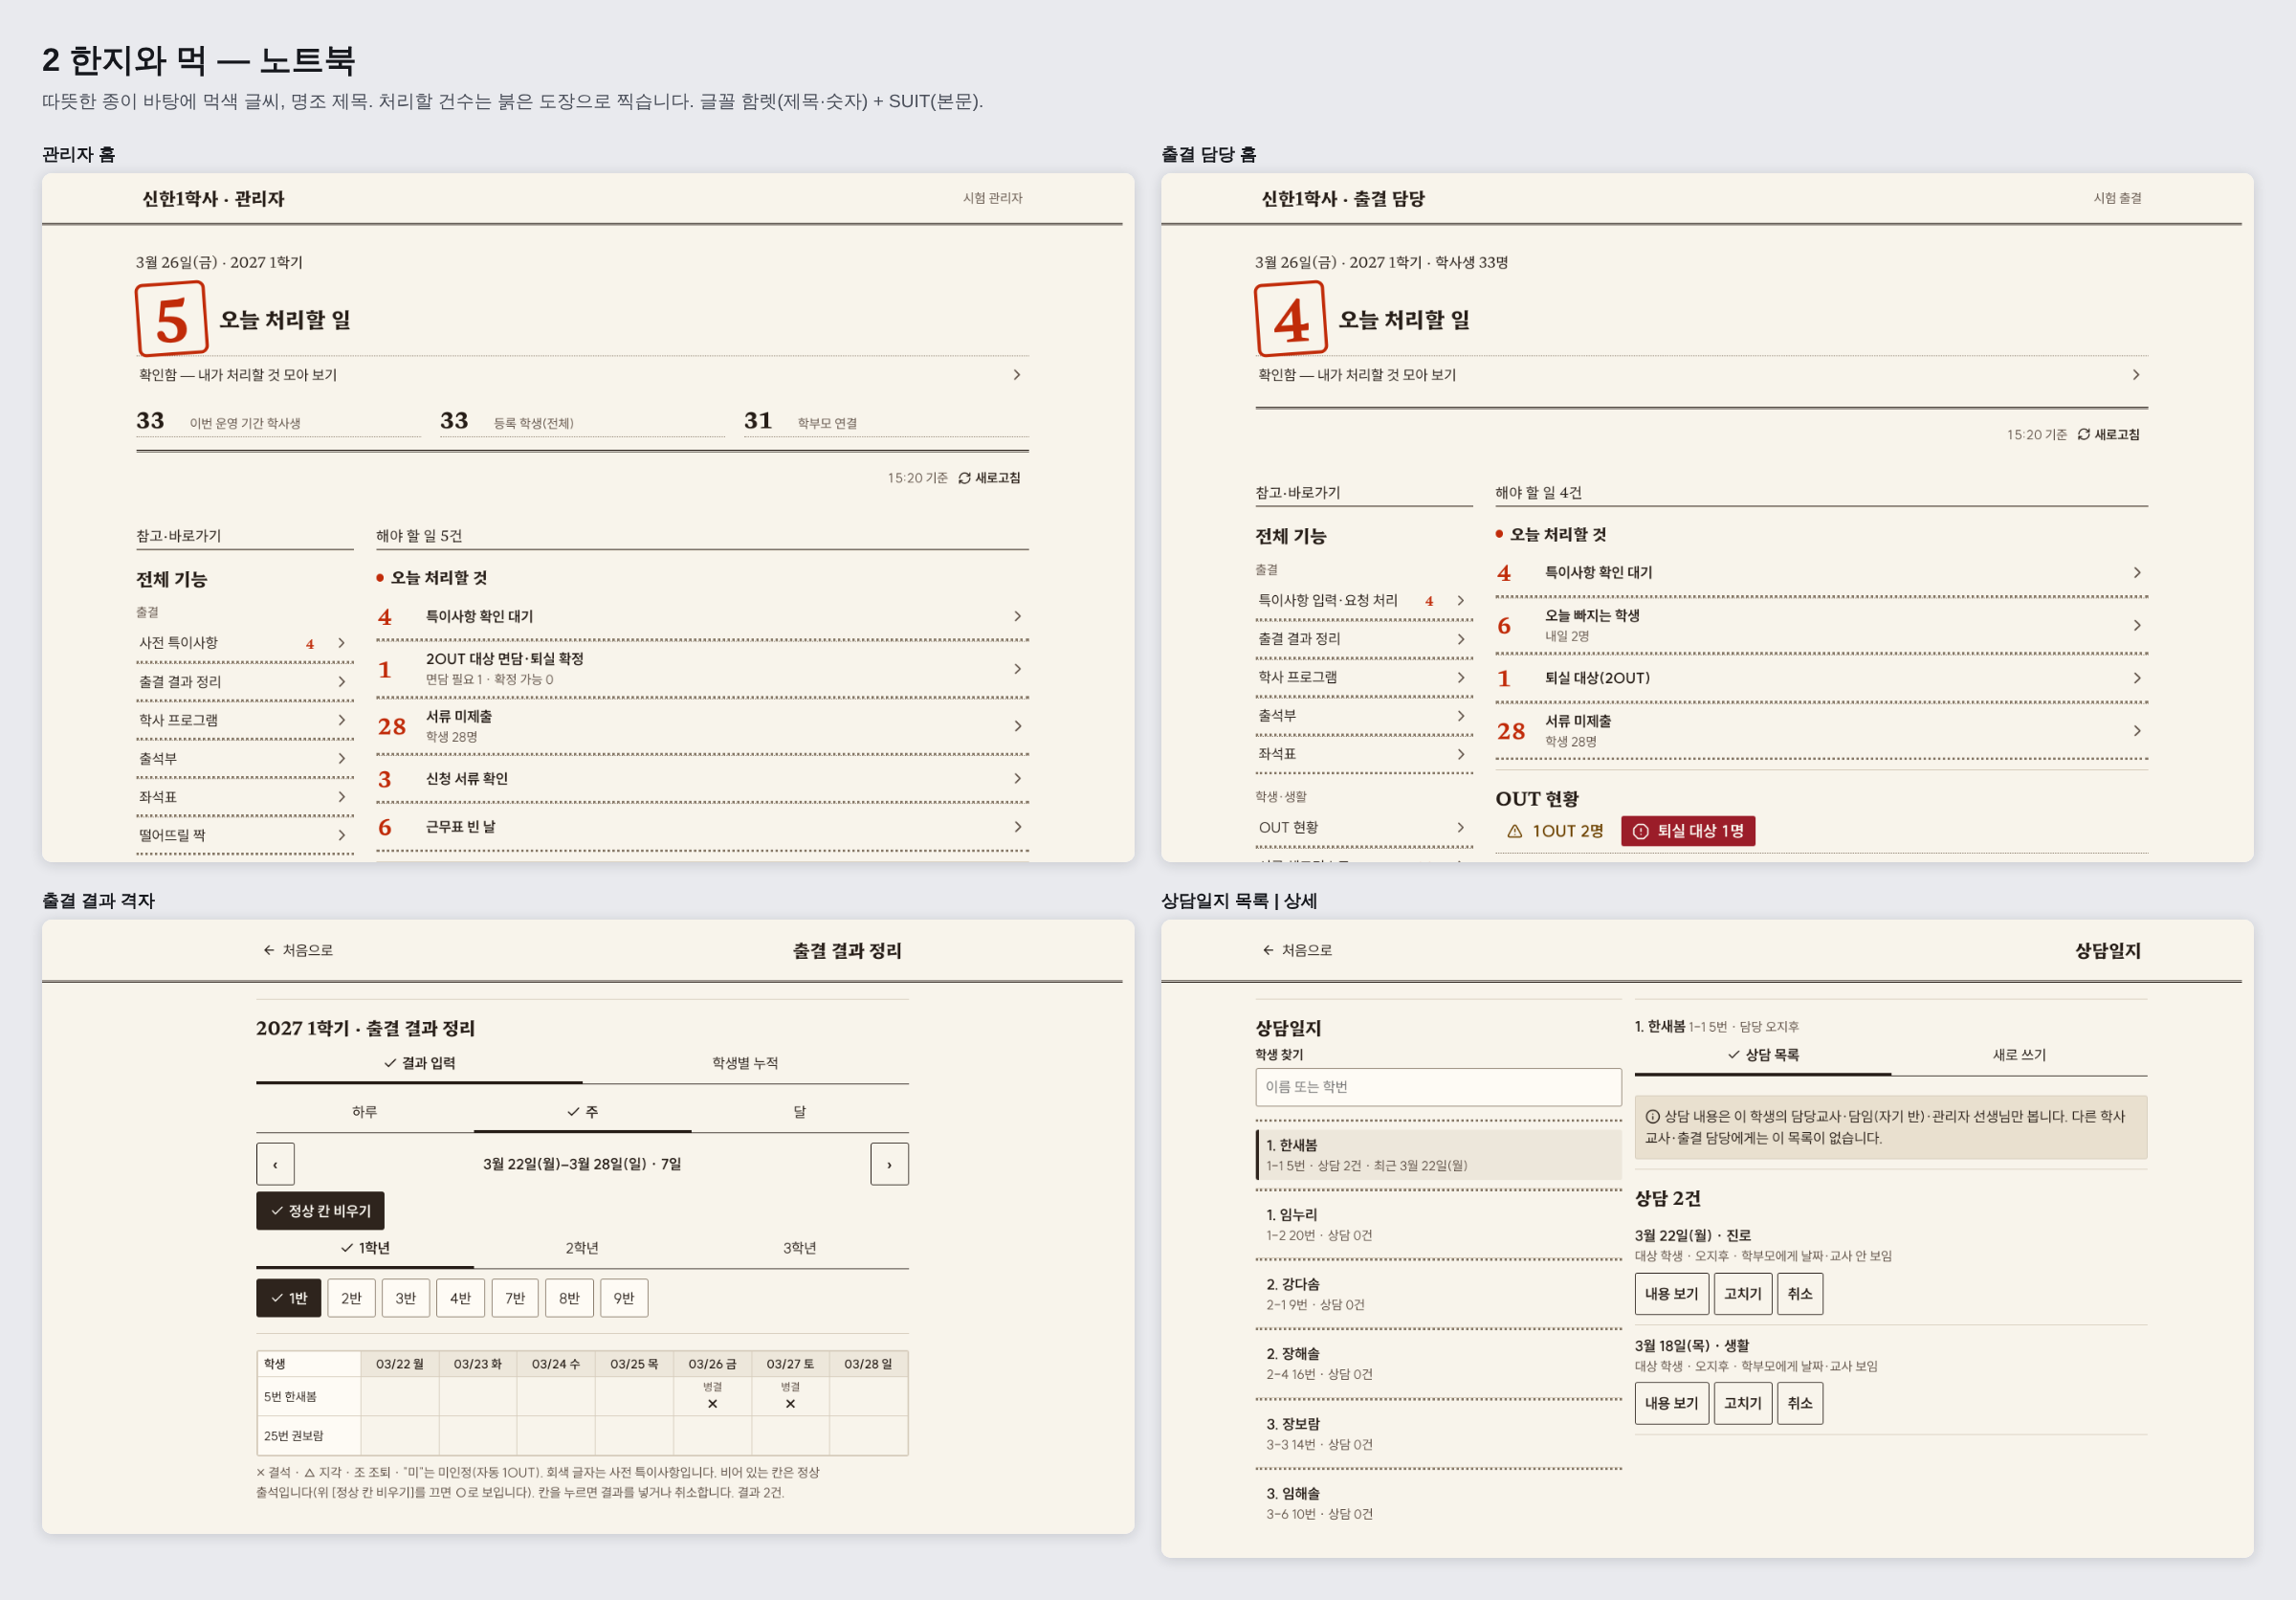 2 한지와 먹 — 노트북
따뜻한 종이 바탕에 먹색 글씨, 명조 제목. 처리할 건수는 붉은 도장으로 찍습니다. 글꼴 함렛(제목·숫자) + SUIT(본문).
관리자 홈
신한1학사 · 관리자
시험 관리자
3월 26일(금) · 2027 1학기
5 오늘 처리할 일
확인함 — 내가 처리할 것 모아 보기
33 이번 운영 기간 학사생
33 등록 학생(전체)
31 학부모 연결
15:20 기준 새로고침
참고·바로가기
전체 기능
출결
사전 특이사항 4
출결 결과 정리
학사 프로그램
출석부
좌석표
떨어뜨릴 짝
해야 할 일 5건
오늘 처리할 것
4 특이사항 확인 대기
1 2OUT 대상 면담·퇴실 확정
면담 필요 1 · 확정 가능 0
28 서류 미제출
학생 28명
3 신청 서류 확인
6 근무표 빈 날
출결 담당 홈
신한1학사 · 출결 담당
시험 출결
3월 26일(금) · 2027 1학기 · 학사생 33명
4 오늘 처리할 일
확인함 — 내가 처리할 것 모아 보기
15:20 기준 새로고침
참고·바로가기
전체 기능
출결
특이사항 입력·요청 처리 4
출결 결과 정리
학사 프로그램
출석부
좌석표
학생·생활
OUT 현황
해야 할 일 4건
오늘 처리할 것
4 특이사항 확인 대기
6 오늘 빠지는 학생
내일 2명
1 퇴실 대상(2OUT)
28 서류 미제출
학생 28명
OUT 현황
1OUT 2명 퇴실 대상 1명
출결 결과 격자
← 처음으로
출결 결과 정리
2027 1학기 · 출결 결과 정리
✓ 결과 입력 학생별 누적
하루 ✓ 주 달
‹ 3월 22일(월)–3월 28일(일) · 7일 ›
✓ 정상 칸 비우기
✓ 1학년 2학년 3학년
✓ 1반 2반 3반 4반 7반 8반 9반
학생 03/22 월 03/23 화 03/24 수 03/25 목 03/26 금 03/27 토 03/28 일
5번 한새봄 병결 × 병결 ×
25번 권보람
× 결석 · △ 지각 · 조 조퇴 · "미"는 미인정(자동 1OUT). 회색 글자는 사전 특이사항입니다. 비어 있는 칸은 정상
출석입니다(위 [정상 칸 비우기]를 끄면 ○로 보입니다). 칸을 누르면 결과를 넣거나 취소합니다. 결과 2건.
상담일지 목록 | 상세
← 처음으로
상담일지
상담일지
학생 찾기
이름 또는 학번
1. 한새봄
1-1 5번 · 상담 2건 · 최근 3월 22일(월)
1. 임누리
1-2 20번 · 상담 0건
2. 강다솜
2-1 9번 · 상담 0건
2. 장해솔
2-4 16번 · 상담 0건
3. 장보람
3-3 14번 · 상담 0건
3. 임해솔
3-6 10번 · 상담 0건
1. 한새봄 1-1 5번 · 담당 오지후
✓ 상담 목록 새로 쓰기
상담 내용은 이 학생의 담당교사·담임(자기 반)·관리자 선생님만 봅니다. 다른 학사
교사·출결 담당에게는 이 목록이 없습니다.
상담 2건
3월 22일(월) · 진로
대상 학생 · 오지후 · 학부모에게 날짜·교사 안 보임
내용 보기 고치기 취소
3월 18일(목) · 생활
대상 학생 · 오지후 · 학부모에게 날짜·교사 보임
내용 보기 고치기 취소